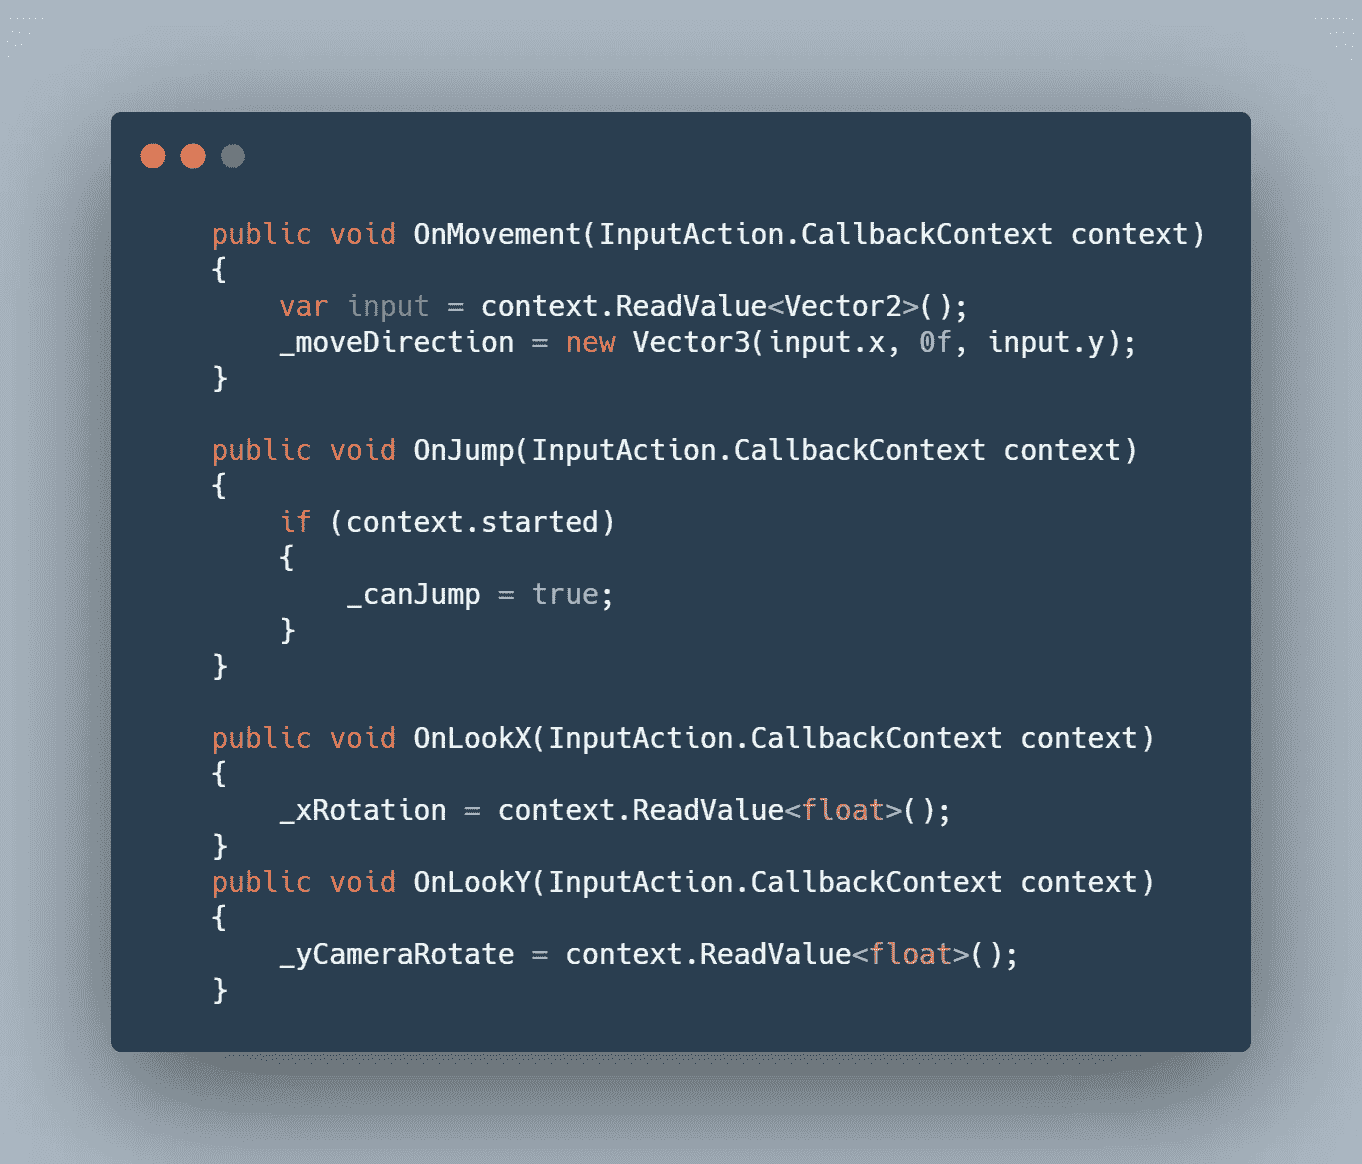 public void OnMovement(InputAction.CallbackContext context)
{
    var input = context.ReadValue<Vector2>();
    _moveDirection = new Vector3(input.x, 0f, input.y);
}

public void OnJump(InputAction.CallbackContext context)
{
    if (context.started)
    {
        _canJump = true;
    }
}

public void OnLookX(InputAction.CallbackContext context)
{
    _xRotation = context.ReadValue<float>();
}
public void OnLookY(InputAction.CallbackContext context)
{
    _yCameraRotate = context.ReadValue<float>();
}